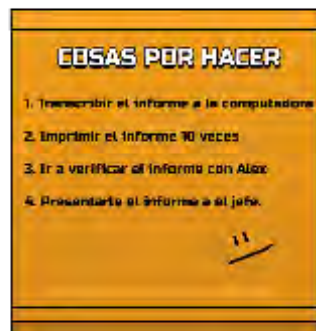 COSAS POR HACER
1. Transcribir el informe a la computadora
2. Imprimir el informe 10 veces
3. Ir a verificar el informe con Alex
4. Presentarle el informe a el jefe.